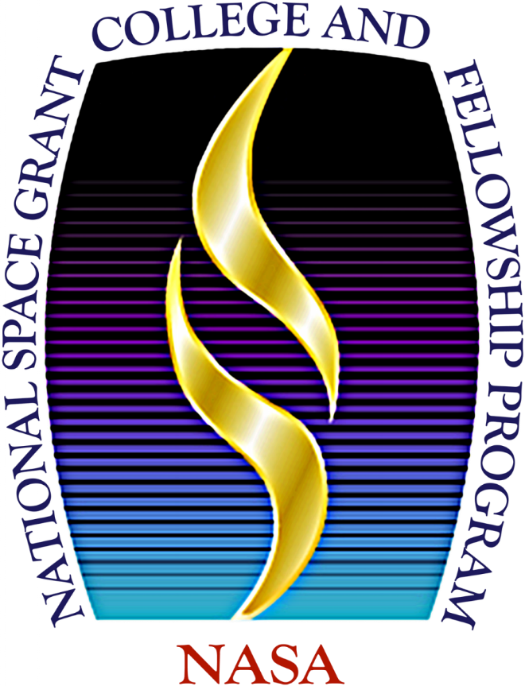 NATIONAL SPACE GRANT COLLEGE AND FELLOWSHIP PROGRAM
NASA